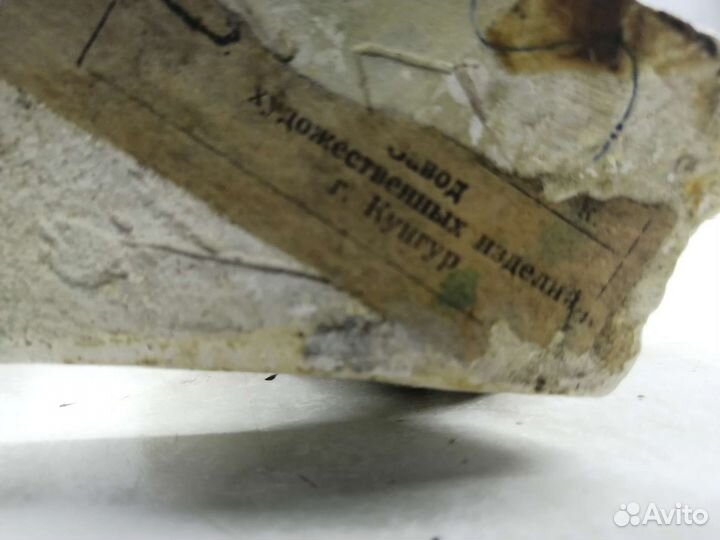 Завод
художественных изделий
г. Кунгур
К
Avito